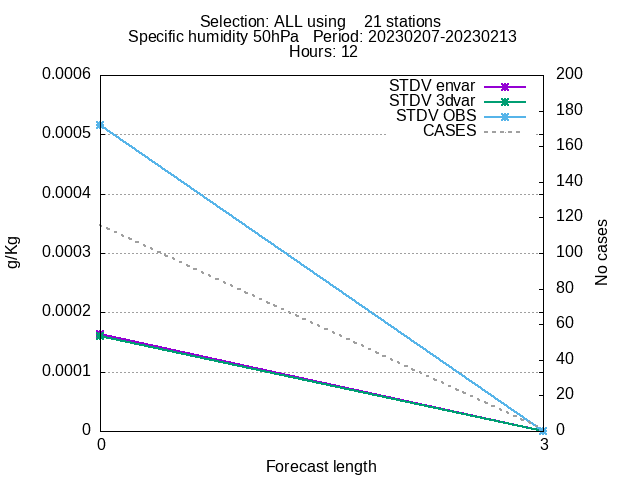 Selection: ALL using    21 stations
Specific humidity 50hPa   Period: 20230207-20230213
Hours: 12
0.0006
0.0005
0.0004
0.0003
0.0002
0.0001
0
g/Kg
STDV envar
STDV 3dvar
STDV OBS
CASES
200
180
160
140
120
100
80
60
40
20
0
No cases
0
3
Forecast length